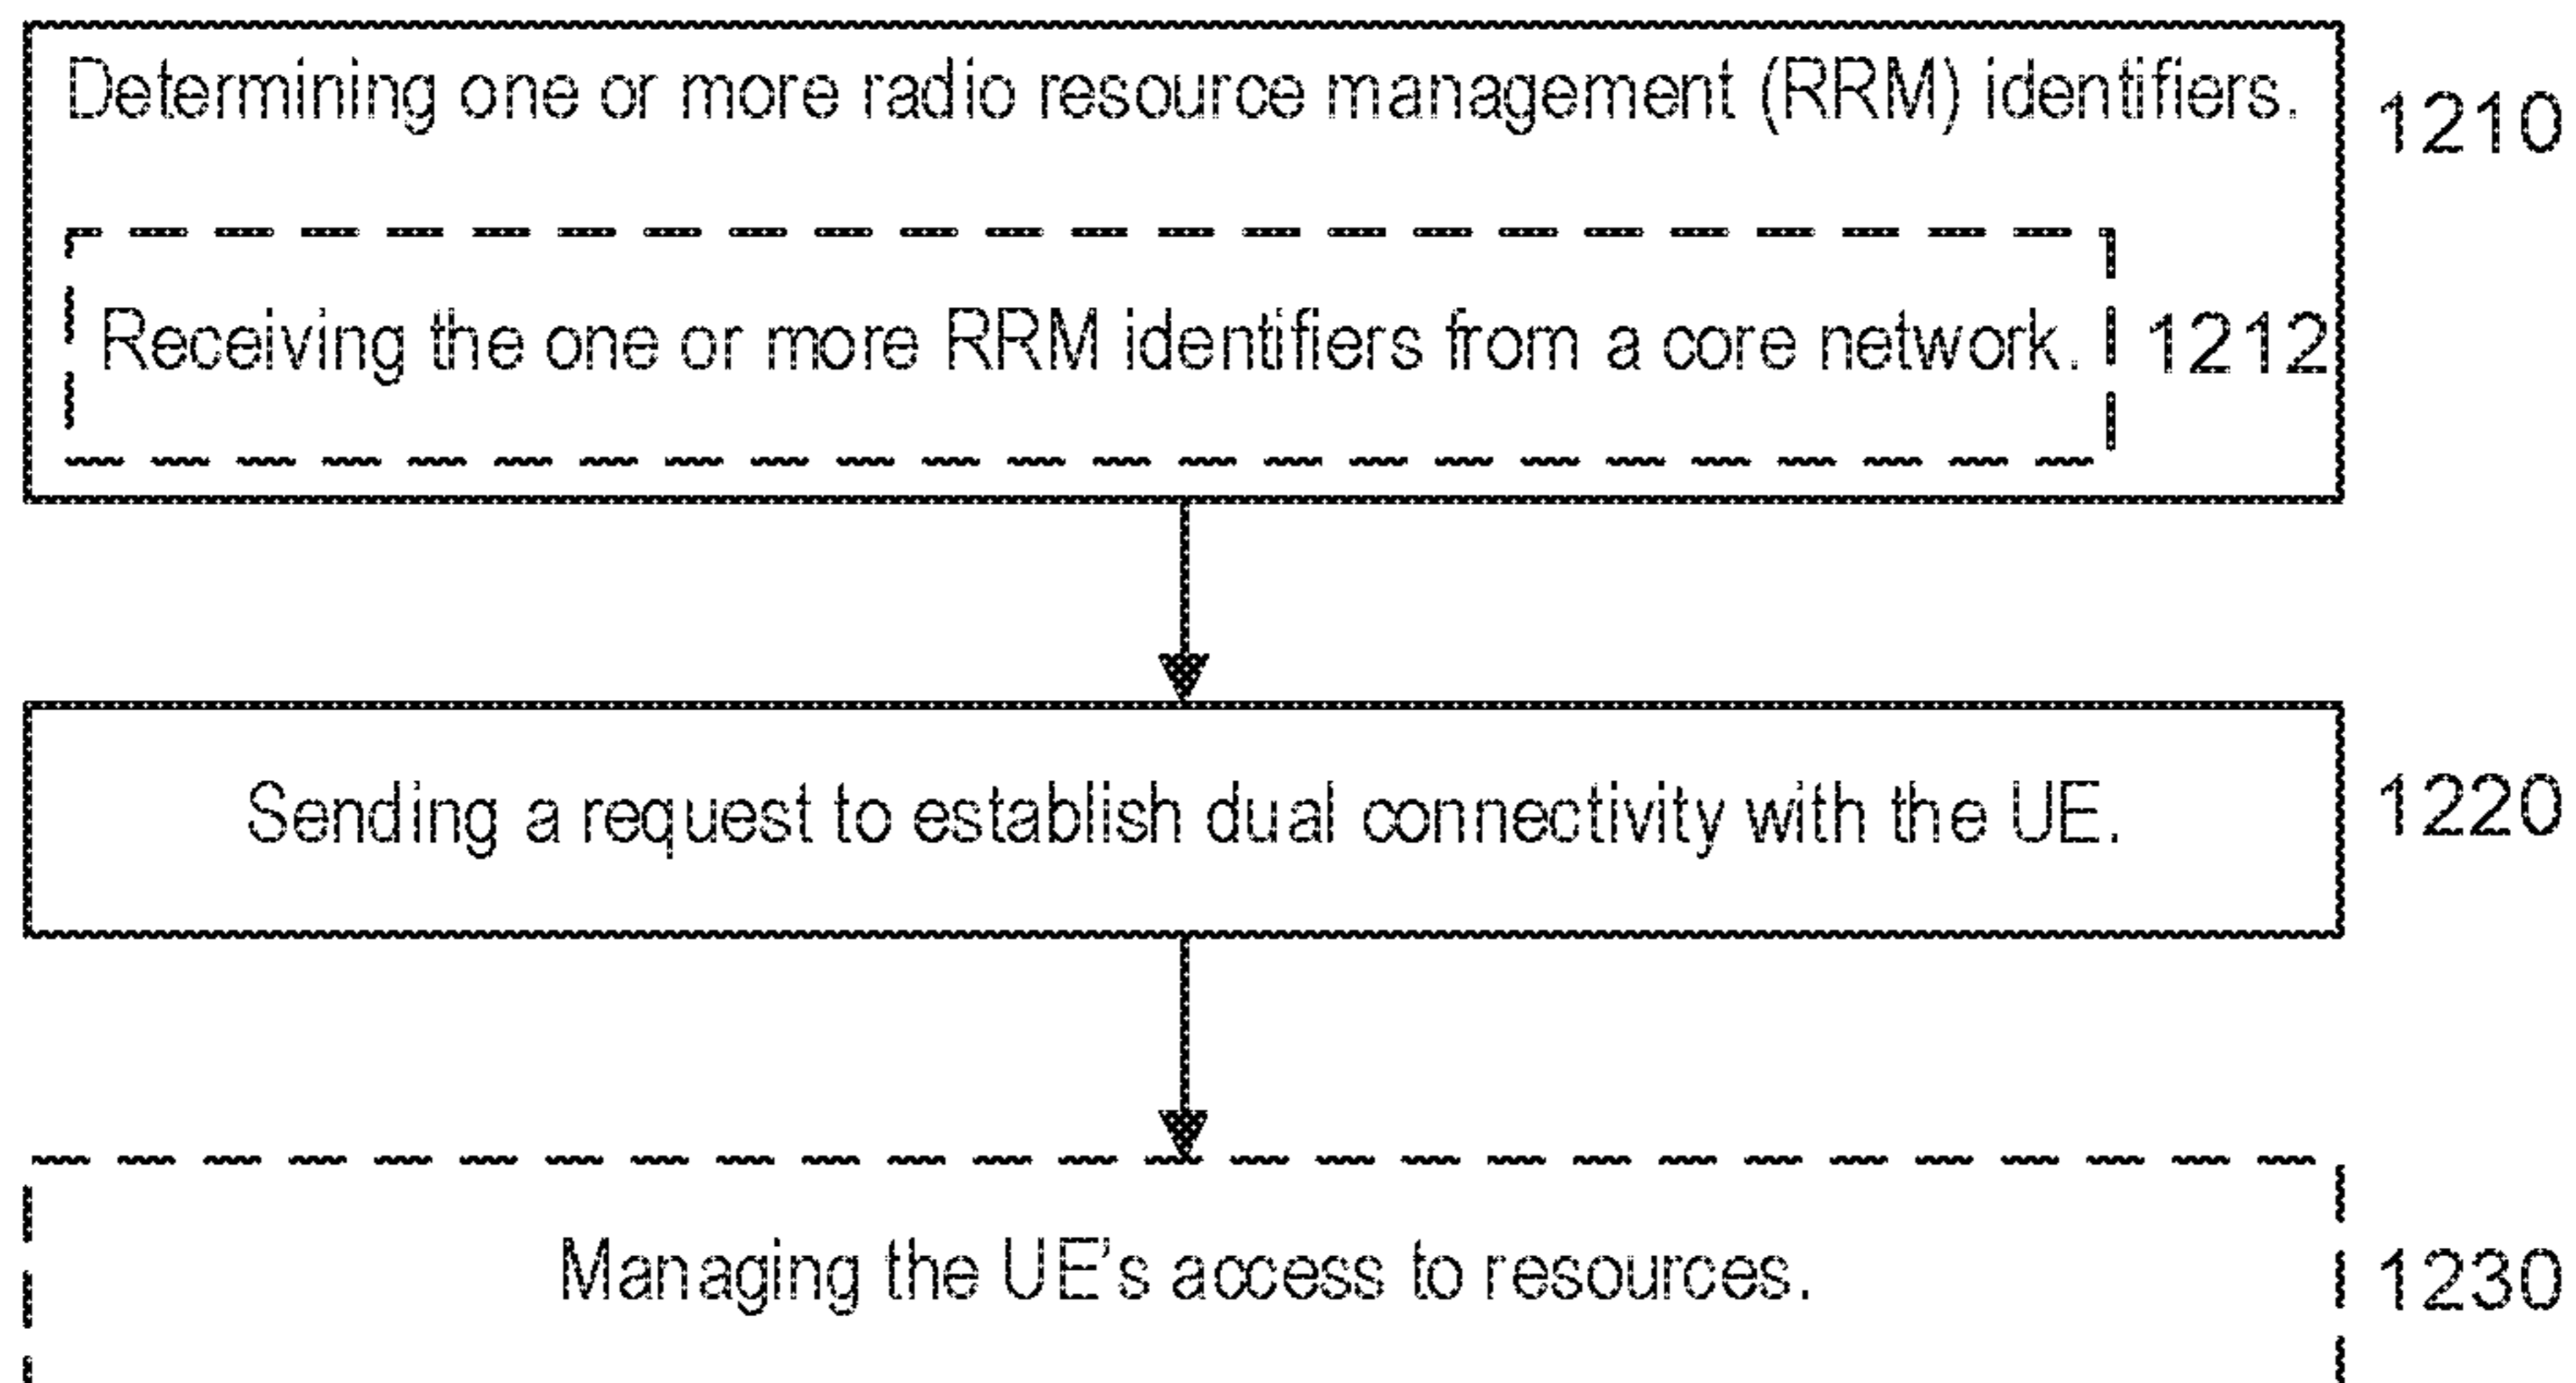 Determining one or more radio resource management (RRM) identifiers. 1210
Receiving the one or more RRM identifiers from a core network. 1212
Sending a request to establish dual connectivity with the UE. 1220
Managing the UE's access to resources. 1230